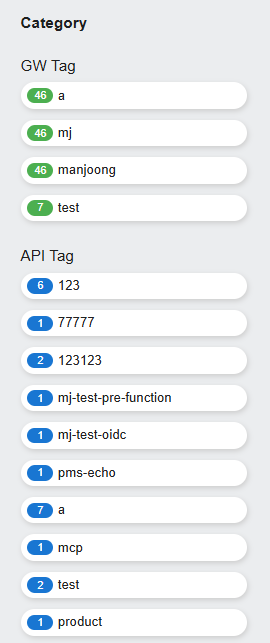 Category
GW Tag
46 a
46 mj
46 manjoong
7 test
API Tag
6 123
1 77777
2 123123
1 mj-test-pre-function
1 mj-test-oidc
1 pms-echo
7 a
1 mcp
2 test
1 product